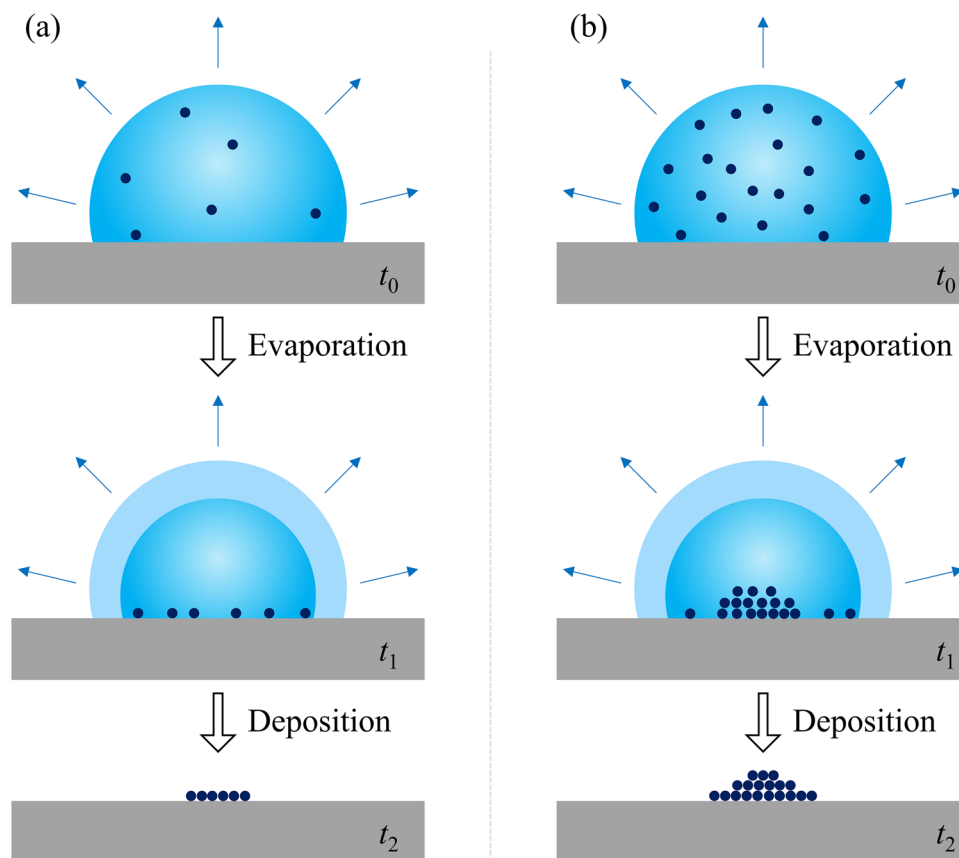 (a)
t₀
Evaporation
t₁
Deposition
t₂
(b)
t₀
Evaporation
t₁
Deposition
t₂